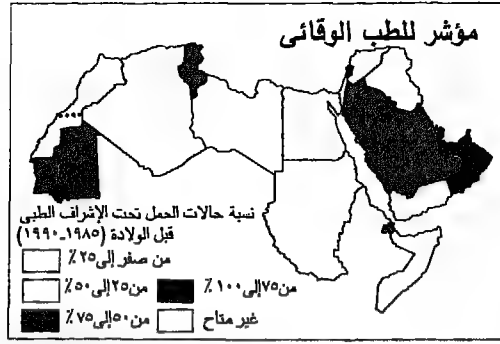 مؤشر للطب الوقائى
نسبة حالات الحمل تحت الإشراف الطبى
قبل الولادة (١٩٨٥-١٩٩٠)
من صفر إلى ٢٥٪
من ٢٥ إلى ٥٠٪
من ٧٥ إلى ١٠٠٪
من ٥٠ إلى ٧٥٪
غير متاح